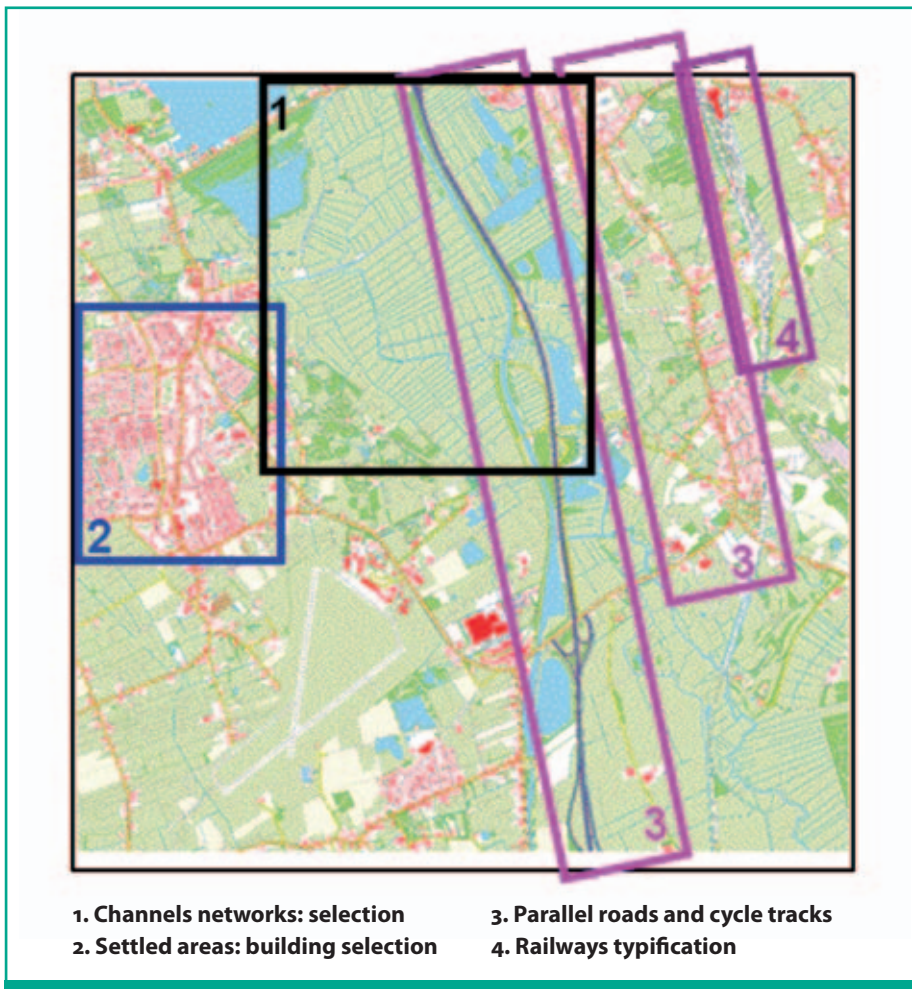 1
4
2
3
3
1. Channels networks: selection
2. Settled areas: building selection
3. Parallel roads and cycle tracks
4. Railways typification